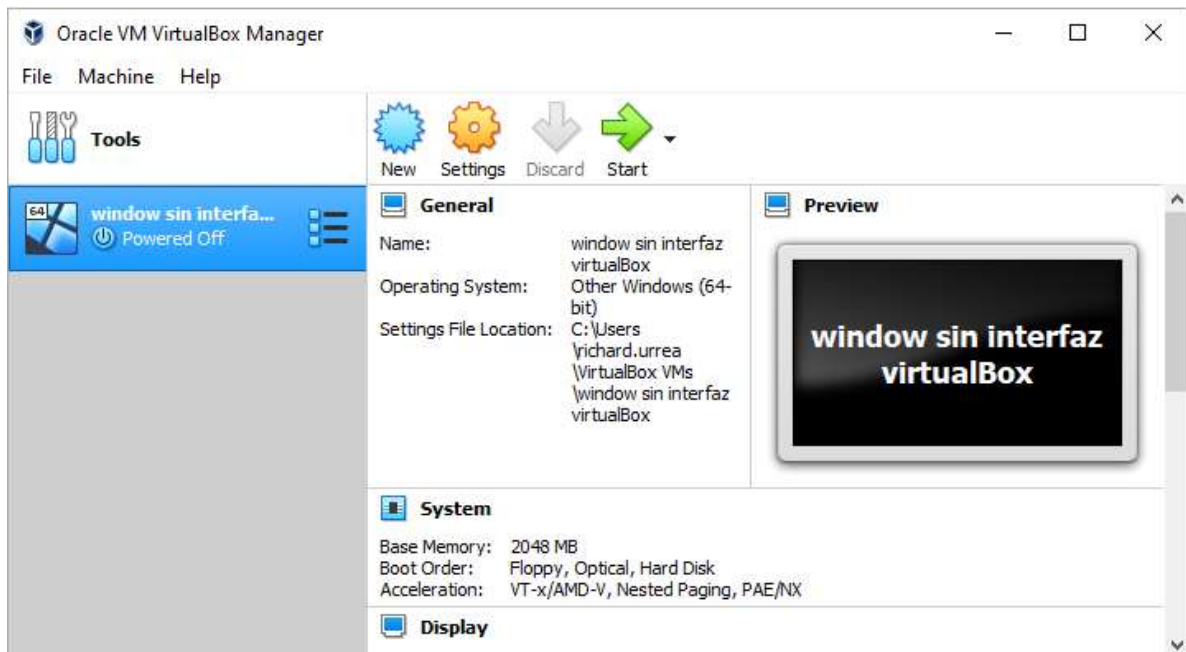 Oracle VM VirtualBox Manager
File Machine Help
Tools
New Settings Discard Start
64
window sin interfa...
Powered Off
General
Name: window sin interfaz
virtualBox
Operating System: Other Windows (64-
bit)
Settings File Location: C:\Users
\richard.urrea
\VirtualBox VMs
\window sin interfaz
virtualBox
Preview
window sin interfaz
virtualBox
System
Base Memory: 2048 MB
Boot Order: Floppy, Optical, Hard Disk
Acceleration: VT-x/AMD-V, Nested Paging, PAE/NX
Display